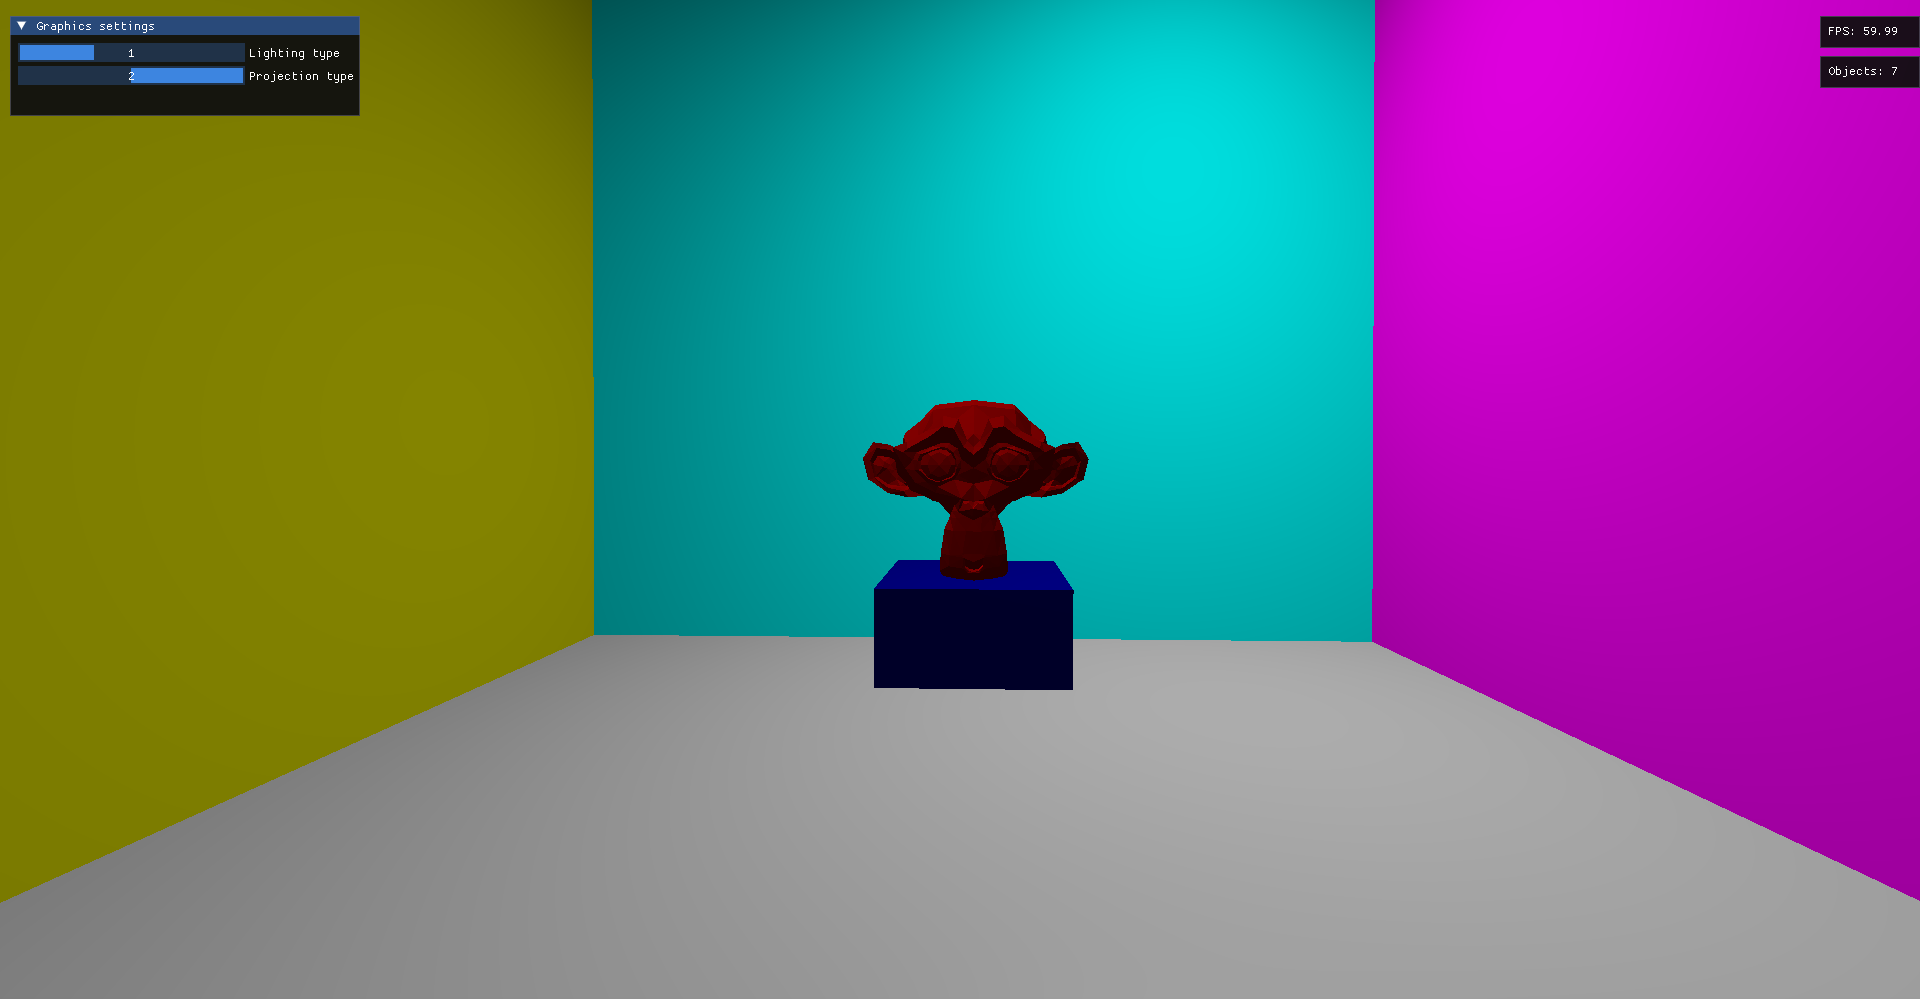 Graphics settings
1 Lighting type
2 Projection type
FPS: 59.99
Objects: 7